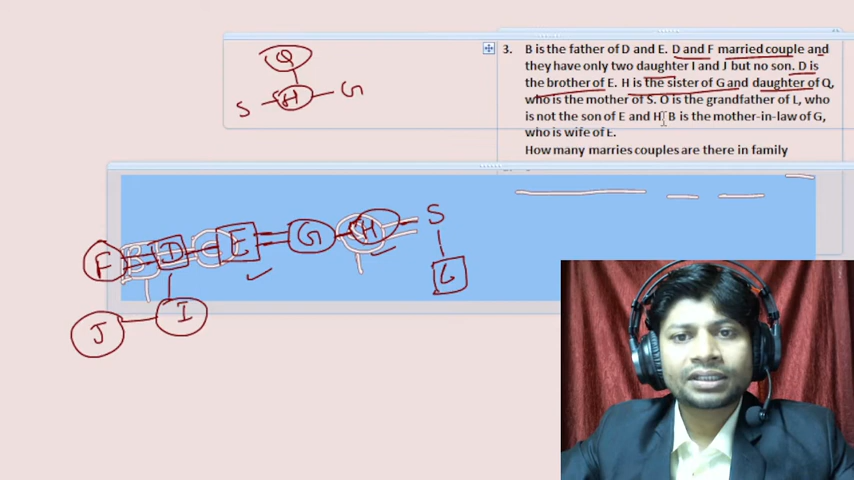 3. B is the father of D and E. D and F married couple and
they have only two daughter I and J but no son. D is
the brother of E. H is the sister of G and daughter of Q,
who is the mother of S. O is the grandfather of L, who
is not the son of E and H. B is the mother-in-law of G,
who is wife of E.
How many marries couples are there in family
Q
S H G
F D E G H S
L
J I